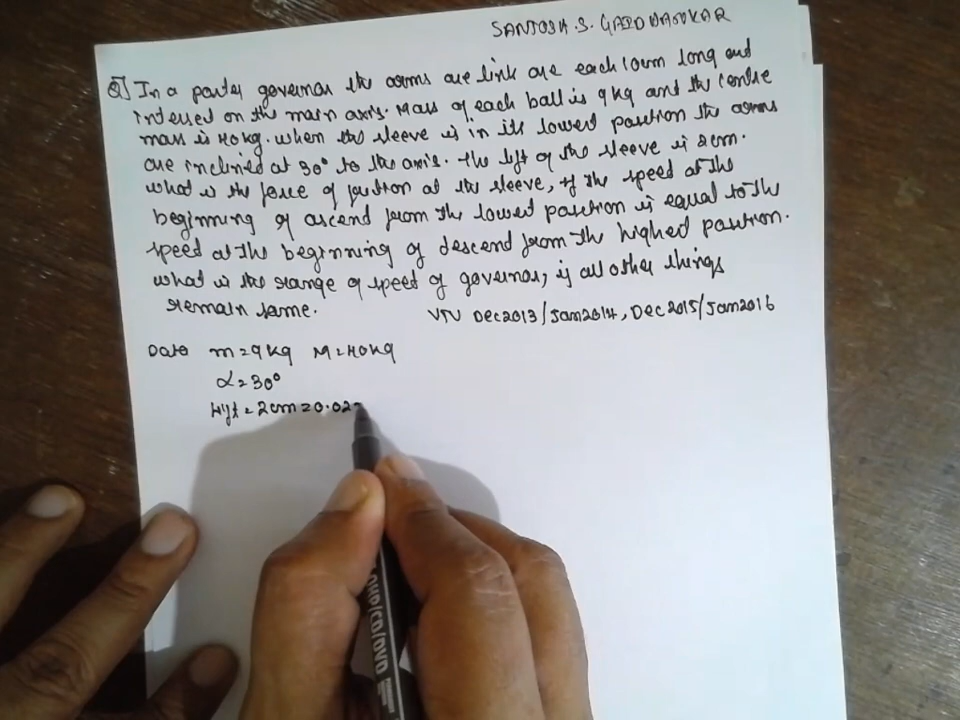 SANTOSH.S. GAIDHANKAR
Q] In a porter governor the arms are link are each 10cm long and
intersect on the main axis. Mass of each ball is 9kg and the centre
mass is 40kg. when the sleeve is in its lowest position the arms
are inclined at 30° to the axis. The lift of the sleeve is 2cm.
what is the force of friction at the sleeve, if the speed at the
beginning of ascend from the lowest position is equal to the
speed at the beginning of descend from the highest position.
what is the range of speed of governor, if all other things
remain same.
VTU Dec2013/Jan2014, Dec2015/Jan2016
Data m=9kg M=40kg
α=30°
Lift=2cm=0.02
OHP/CD/DVD